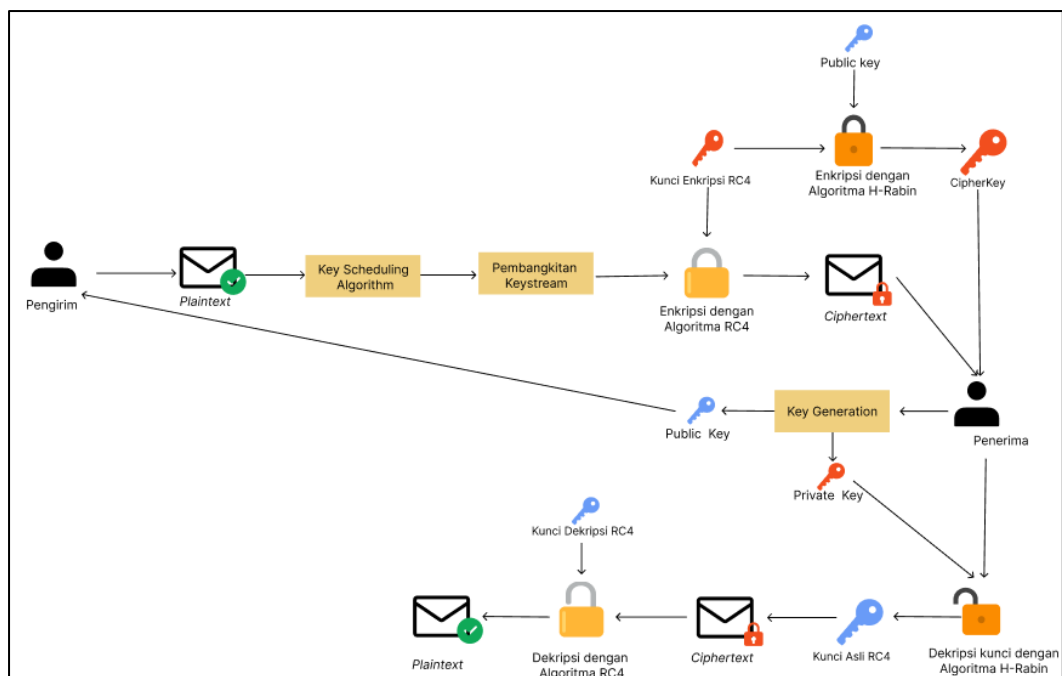 Public key
Kunci Enkripsi RC4
Enkripsi dengan
Algoritma H-Rabin
CipherKey
Pengirim
Plaintext
Key Scheduling
Algorithm
Pembangkitan
Keystream
Enkripsi dengan
Algoritma RC4
Ciphertext
Public Key
Key Generation
Penerima
Private Key
Kunci Dekripsi RC4
Plaintext
Dekripsi dengan
Algoritma RC4
Ciphertext
Kunci Asli RC4
Dekripsi kunci dengan
Algoritma H-Rabin